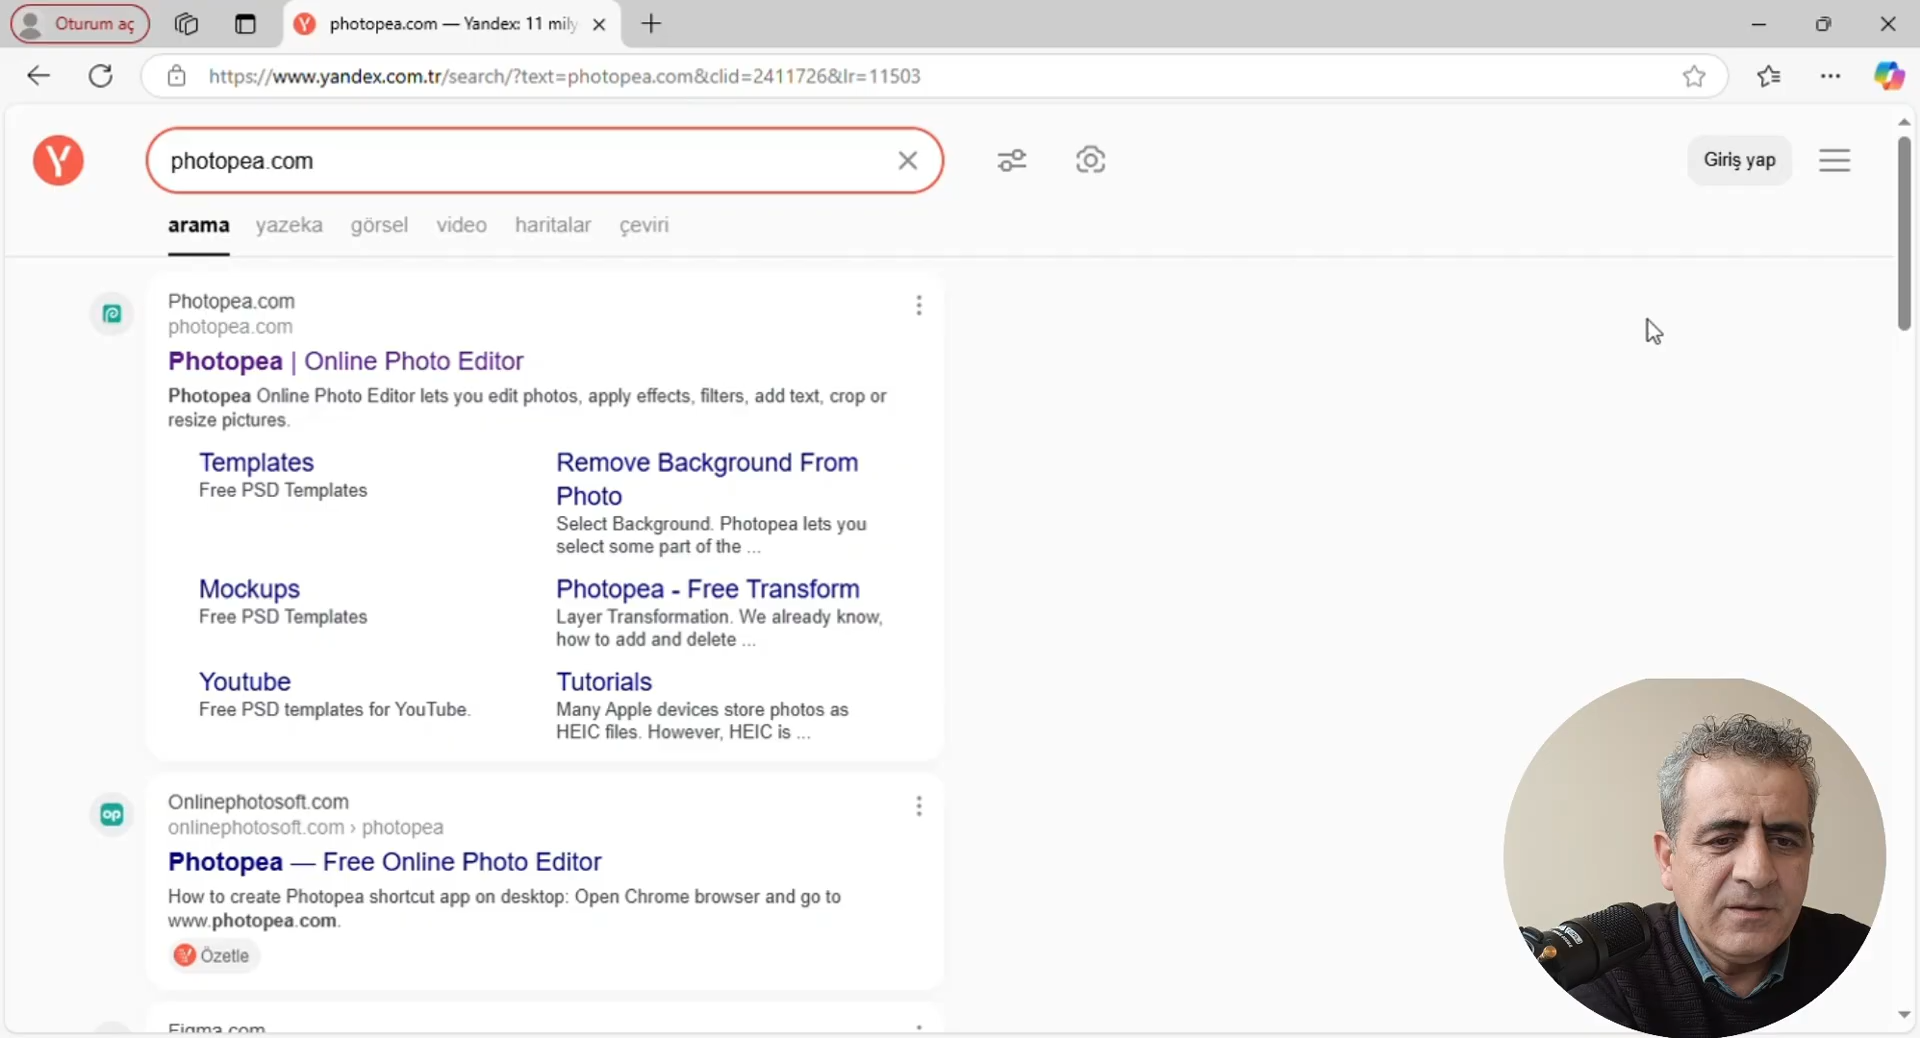 Oturum aç
photopea.com — Yandex: 11 mily
https://www.yandex.com.tr/search/?text=photopea.com&clid=2411726&lr=11503
photopea.com
Giriş yap
arama yazeka görsel video haritalar çeviri
Photopea.com
photopea.com
Photopea | Online Photo Editor
Photopea Online Photo Editor lets you edit photos, apply effects, filters, add text, crop or
resize pictures.
Templates
Free PSD Templates
Remove Background From
Photo
Select Background. Photopea lets you
select some part of the ...
Mockups
Free PSD Templates
Photopea - Free Transform
Layer Transformation. We already know,
how to add and delete ...
Youtube
Free PSD templates for YouTube.
Tutorials
Many Apple devices store photos as
HEIC files. However, HEIC is ...
op
Onlinephotosoft.com
onlinephotosoft.com › photopea
Photopea — Free Online Photo Editor
How to create Photopea shortcut app on desktop: Open Chrome browser and go to
www.photopea.com.
Özetle
Figma.com